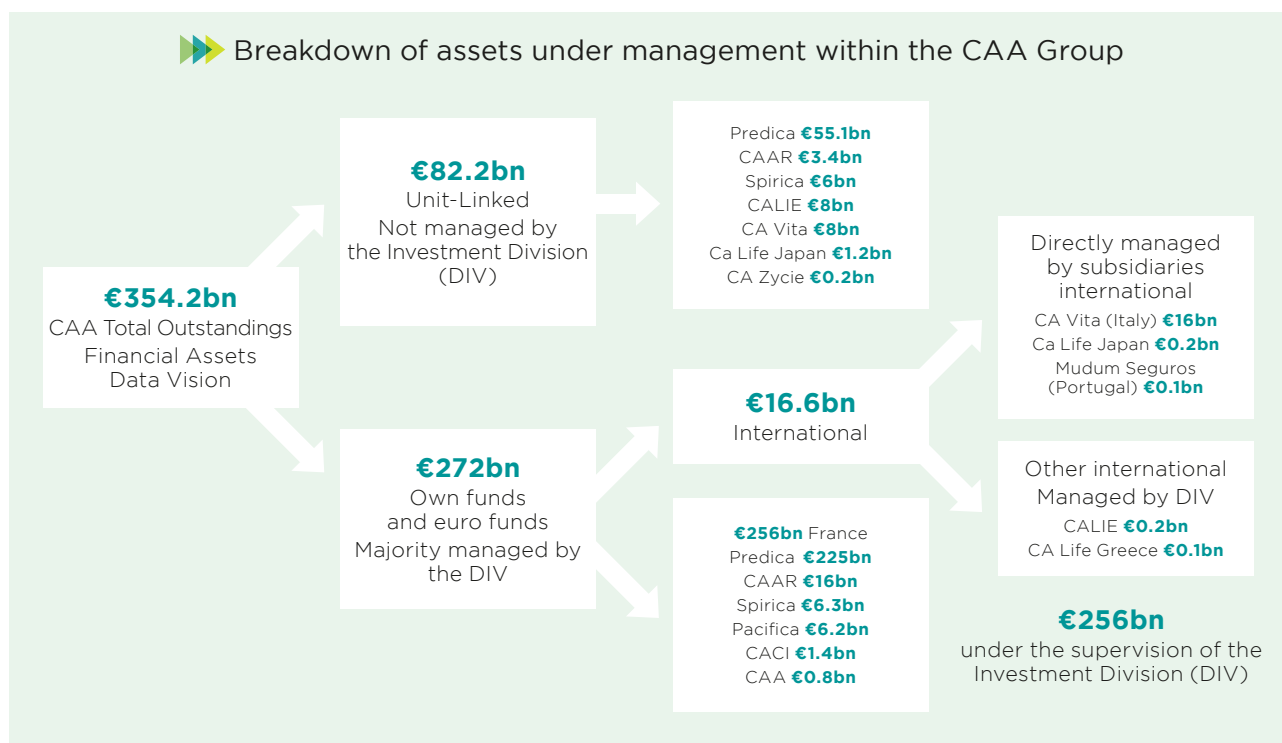 Breakdown of assets under management within the CAA Group
€354.2bn
CAA Total Outstandings
Financial Assets
Data Vision
€82.2bn
Unit-Linked
Not managed by
the Investment Division
(DIV)
€272bn
Own funds
and euro funds
Majority managed by
the DIV
Predica €55.1bn
CAAR €3.4bn
Spirica €6bn
CALIE €8bn
CA Vita €8bn
Ca Life Japan €1.2bn
CA Zycie €0.2bn
€16.6bn
International
€256bn France
Predica €225bn
CAAR €16bn
Spirica €6.3bn
Pacifica €6.2bn
CACI €1.4bn
CAA €0.8bn
Directly managed
by subsidiaries
international
CA Vita (Italy) €16bn
Ca Life Japan €0.2bn
Mudum Seguros
(Portugal) €0.1bn
Other international
Managed by DIV
CALIE €0.2bn
CA Life Greece €0.1bn
€256bn
under the supervision of the
Investment Division (DIV)